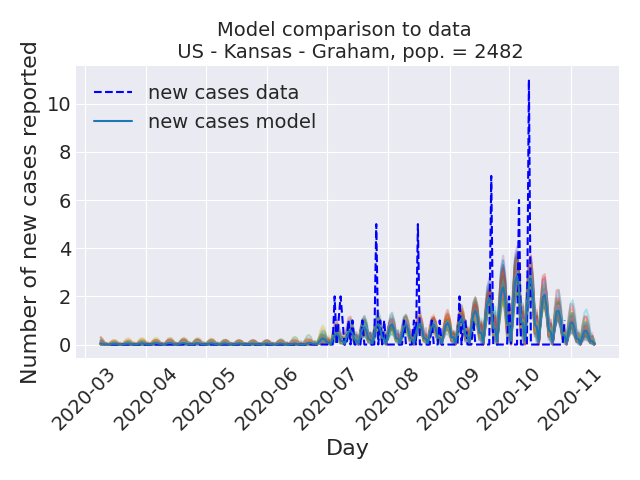 Model comparison to data
US - Kansas - Graham, pop. = 2482
new cases data
new cases model
Number of new cases reported
10
8
6
4
2
0
2020-03
2020-04
2020-05
2020-06
2020-07
2020-08
2020-09
2020-10
2020-11
Day